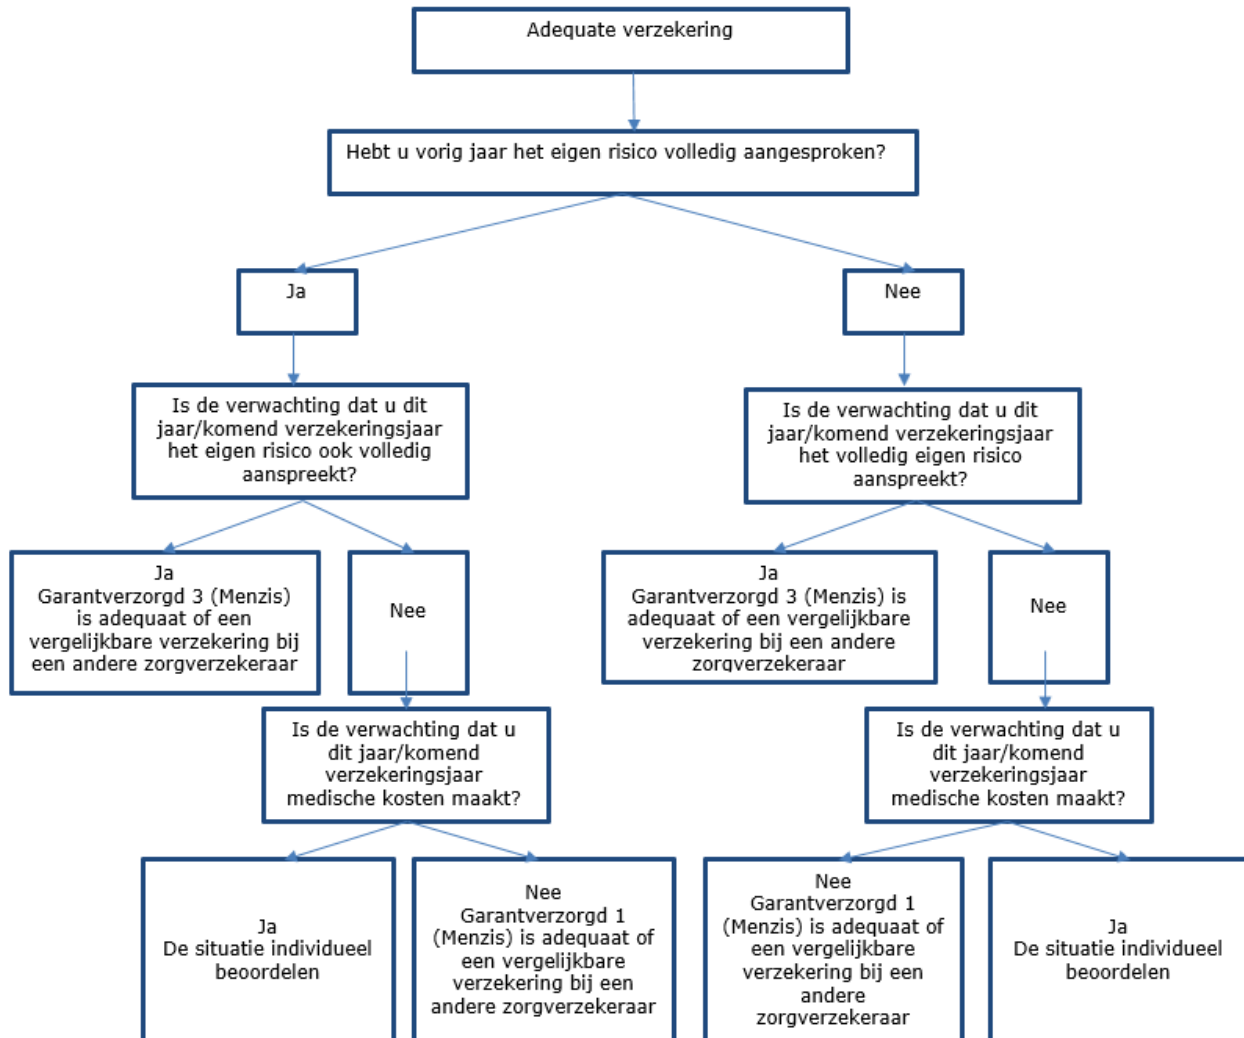 Adequate verzekering
Hebt u vorig jaar het eigen risico volledig aangesproken?
Ja
Nee
Is de verwachting dat u dit
jaar/komend verzekeringsjaar
het eigen risico ook volledig
aanspreekt?
Is de verwachting dat u dit
jaar/komend verzekeringsjaar
het volledig eigen risico
aanspreekt?
Ja
Garantverzorgd 3 (Menzis)
is adequaat of een
vergelijkbare verzekering bij
een andere zorgverzekeraar
Nee
Ja
Garantverzorgd 3 (Menzis) is
adequaat of een vergelijkbare
verzekering bij een andere
zorgverzekeraar
Nee
Is de verwachting dat u
dit jaar/komend
verzekeringsjaar
medische kosten maakt?
Is de verwachting dat u
dit jaar/komend
verzekeringsjaar
medische kosten maakt?
Ja
De situatie individueel
beoordelen
Nee
Garantverzorgd 1
(Menzis) is adequaat of
een vergelijkbare
verzekering bij een
andere zorgverzekeraar
Nee
Garantverzorgd 1
(Menzis) is adequaat of
een vergelijkbare
verzekering bij een
andere
zorgverzekeraar
Ja
De situatie individueel
beoordelen